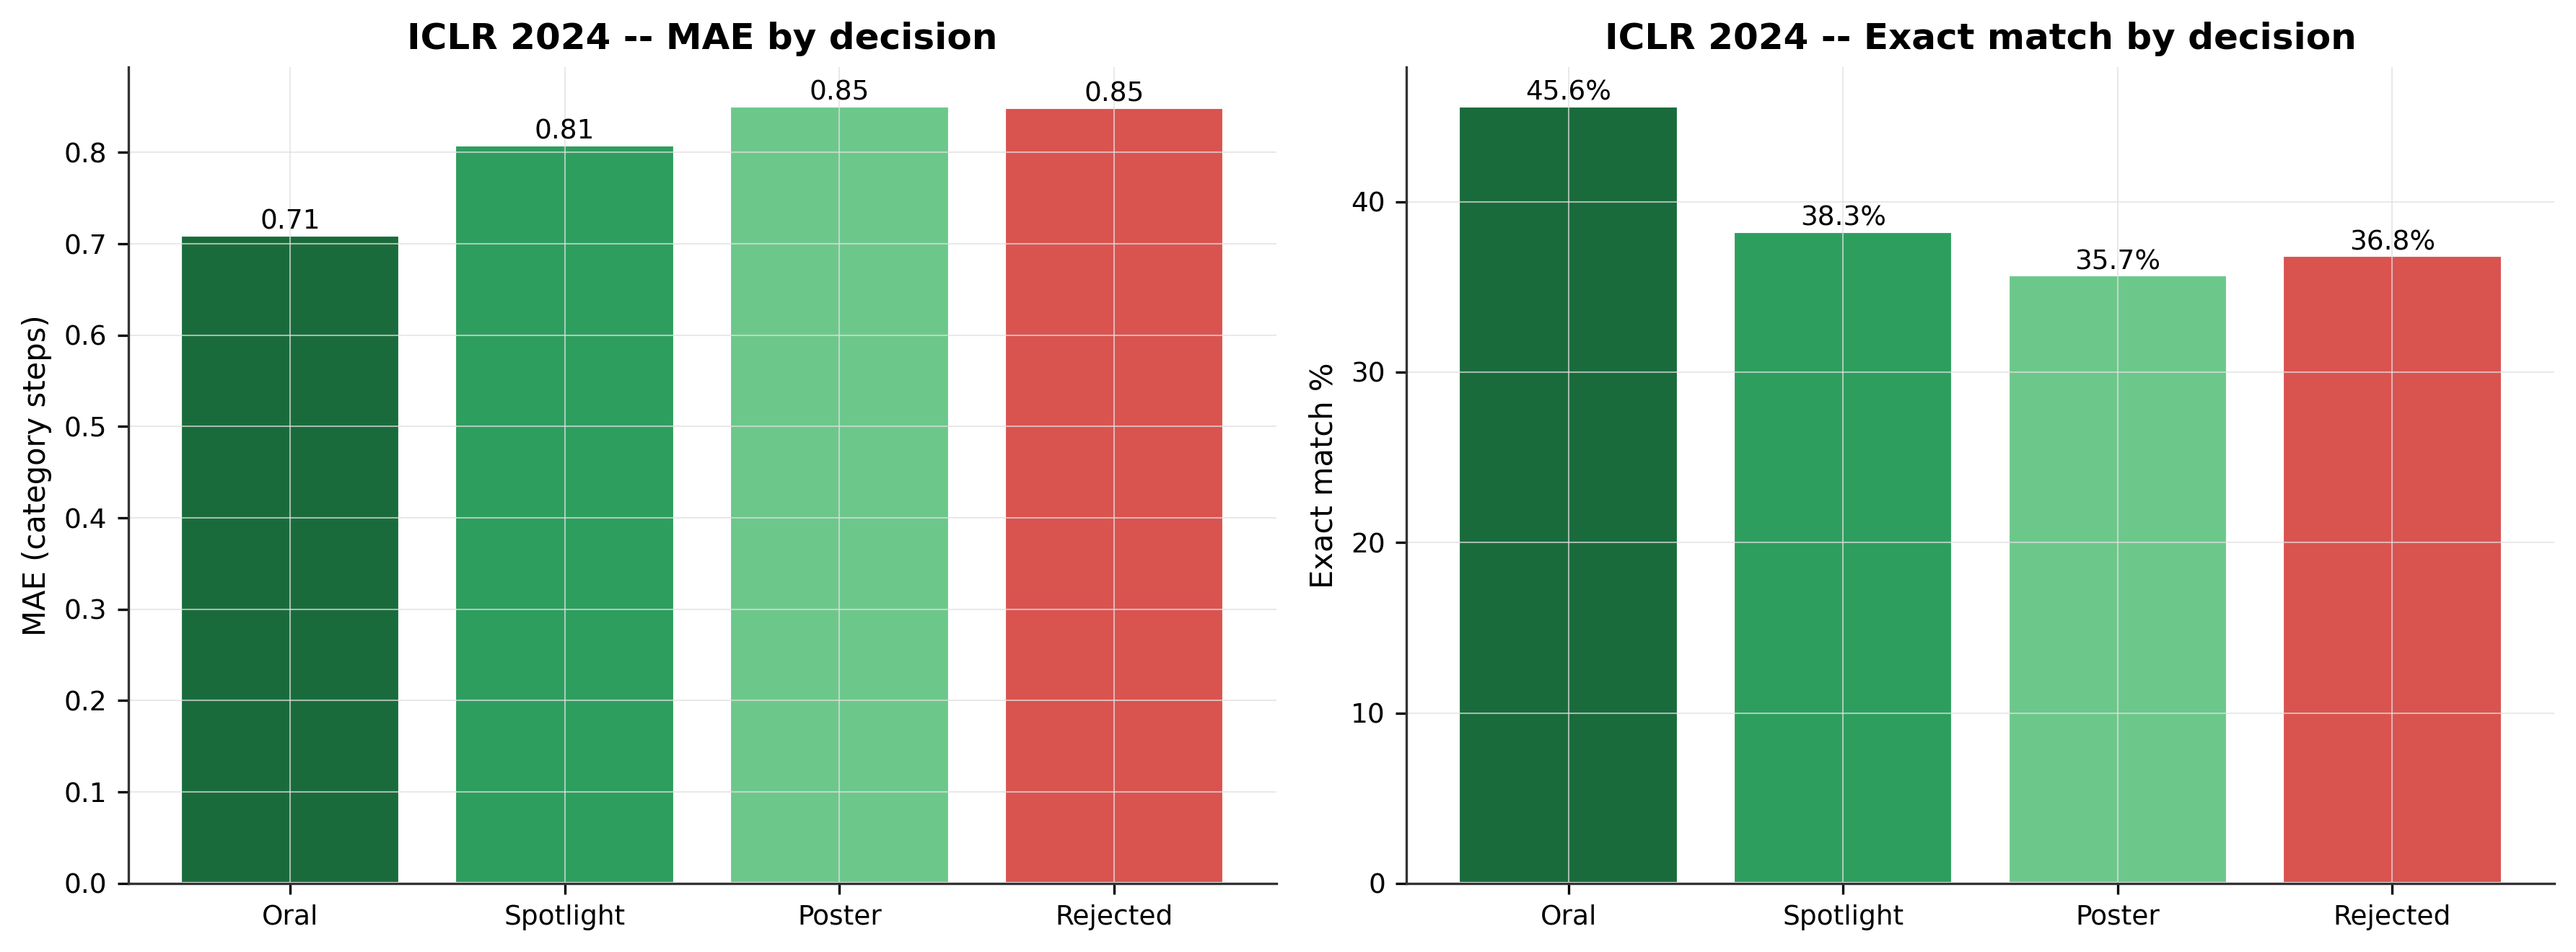 ICLR 2024 -- MAE by decision
MAE (category steps)
0.8
0.7
0.6
0.5
0.4
0.3
0.2
0.1
0.0
0.71
0.81
0.85
0.85
Oral
Spotlight
Poster
Rejected
ICLR 2024 -- Exact match by decision
Exact match %
40
30
20
10
0
45.6%
38.3%
35.7%
36.8%
Oral
Spotlight
Poster
Rejected